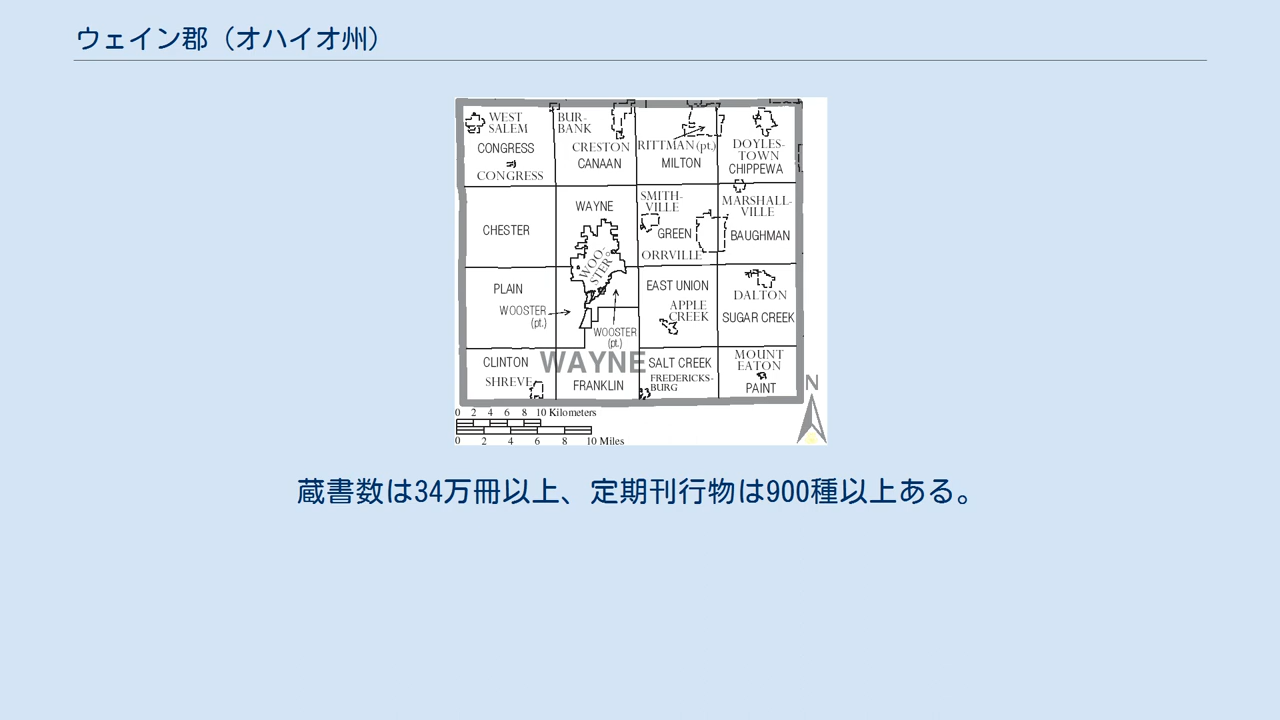 ウェイン郡（オハイオ州）
WEST
SALEM
CONGRESS
CONGRESS
BUR-
BANK
CRESTON
CANAAN
RITTMAN (pt.)
MILTON
DOYLES-
TOWN
CHIPPEWA
CHESTER
WAYNE
WOO-
STER
SMITH-
VILLE
GREEN
ORRVILLE
MARSHALL-
VILLE
BAUGHMAN
PLAIN
WOOSTER
(pt.)
WOOSTER
(pt.)
EAST UNION
APPLE
CREEK
DALTON
SUGAR CREEK
CLINTON
SHREVE
WAYNE
FRANKLIN
SALT CREEK
FREDERICKS-
BURG
MOUNT
EATON
PAINT
N
0 2 4 6 8 10 Kilometers
0 2 4 6 8 10 Miles
蔵書数は34万冊以上、定期刊行物は900種以上ある。